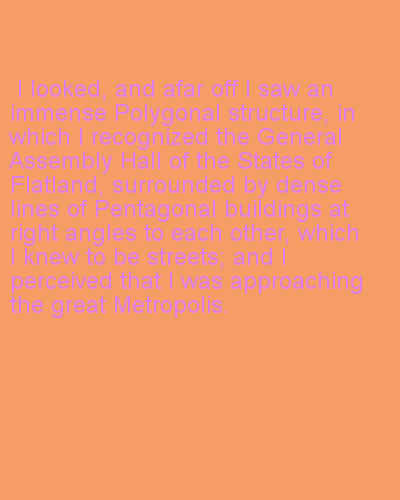 I looked, and afar off I saw an
immense Polygonal structure, in
which I recognized the General
Assembly Hall of the States of
Flatland, surrounded by dense
lines of Pentagonal buildings at
right angles to each other, which
I knew to be streets; and I
perceived that I was approaching
the great Metropolis.